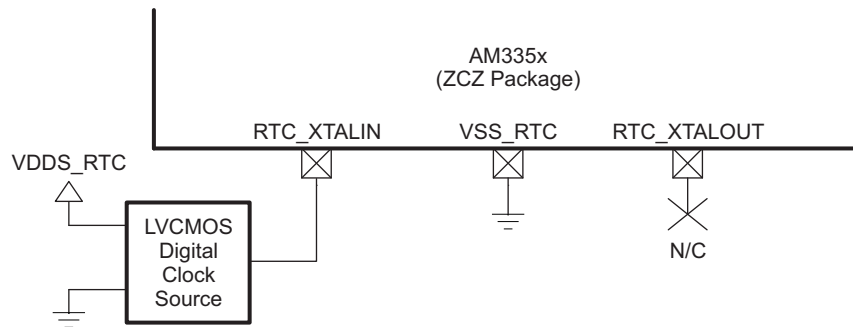 AM335x
(ZCZ Package)
RTC_XTALIN
VSS_RTC
RTC_XTALOUT
VDDS_RTC
LVCMOS
Digital
Clock
Source
N/C